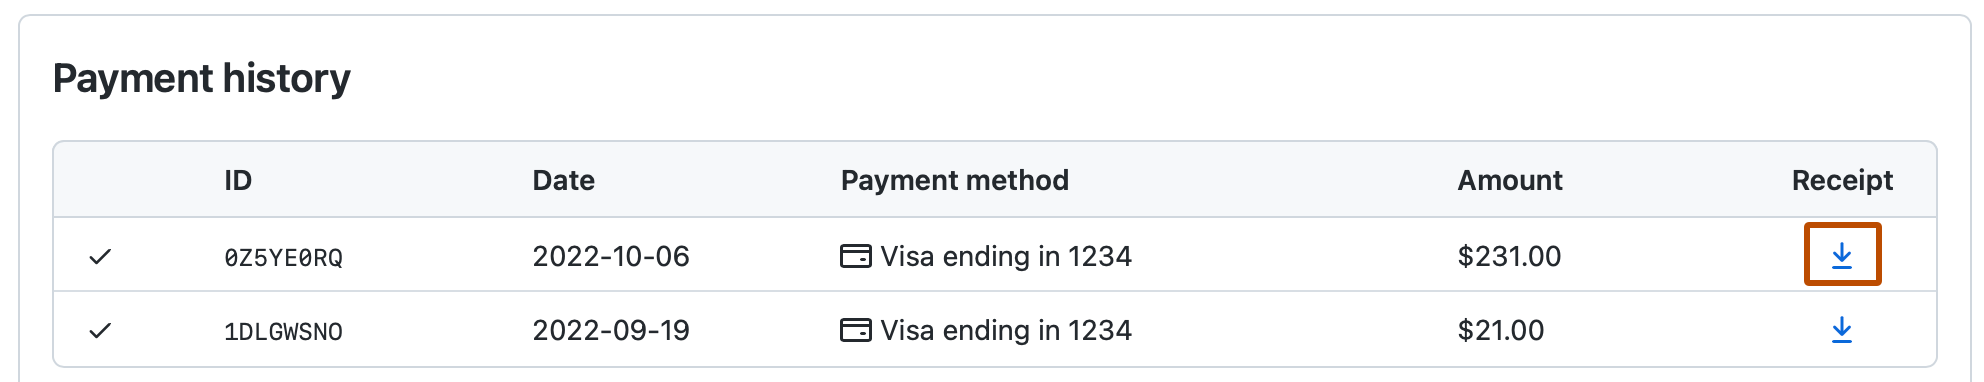 Payment history
ID Date Payment method Amount Receipt
0Z5YE0RQ 2022-10-06 Visa ending in 1234 $231.00
1DLGWSNO 2022-09-19 Visa ending in 1234 $21.00